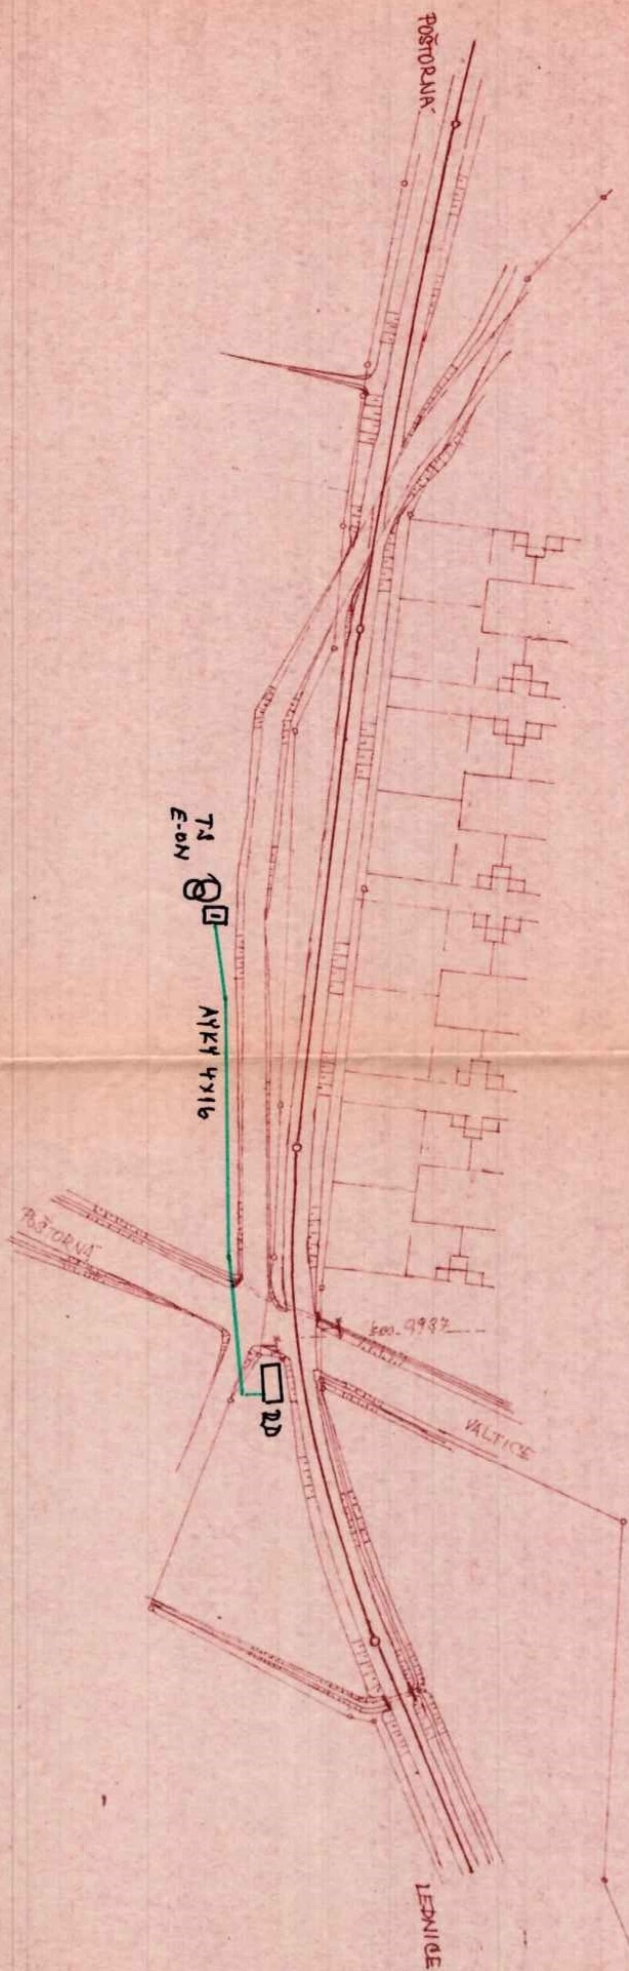 POŠTORNÁ
TS
E-ON
AYKY 4x16
POŠTORNÁ
RD
VALTICE
LEDNICE